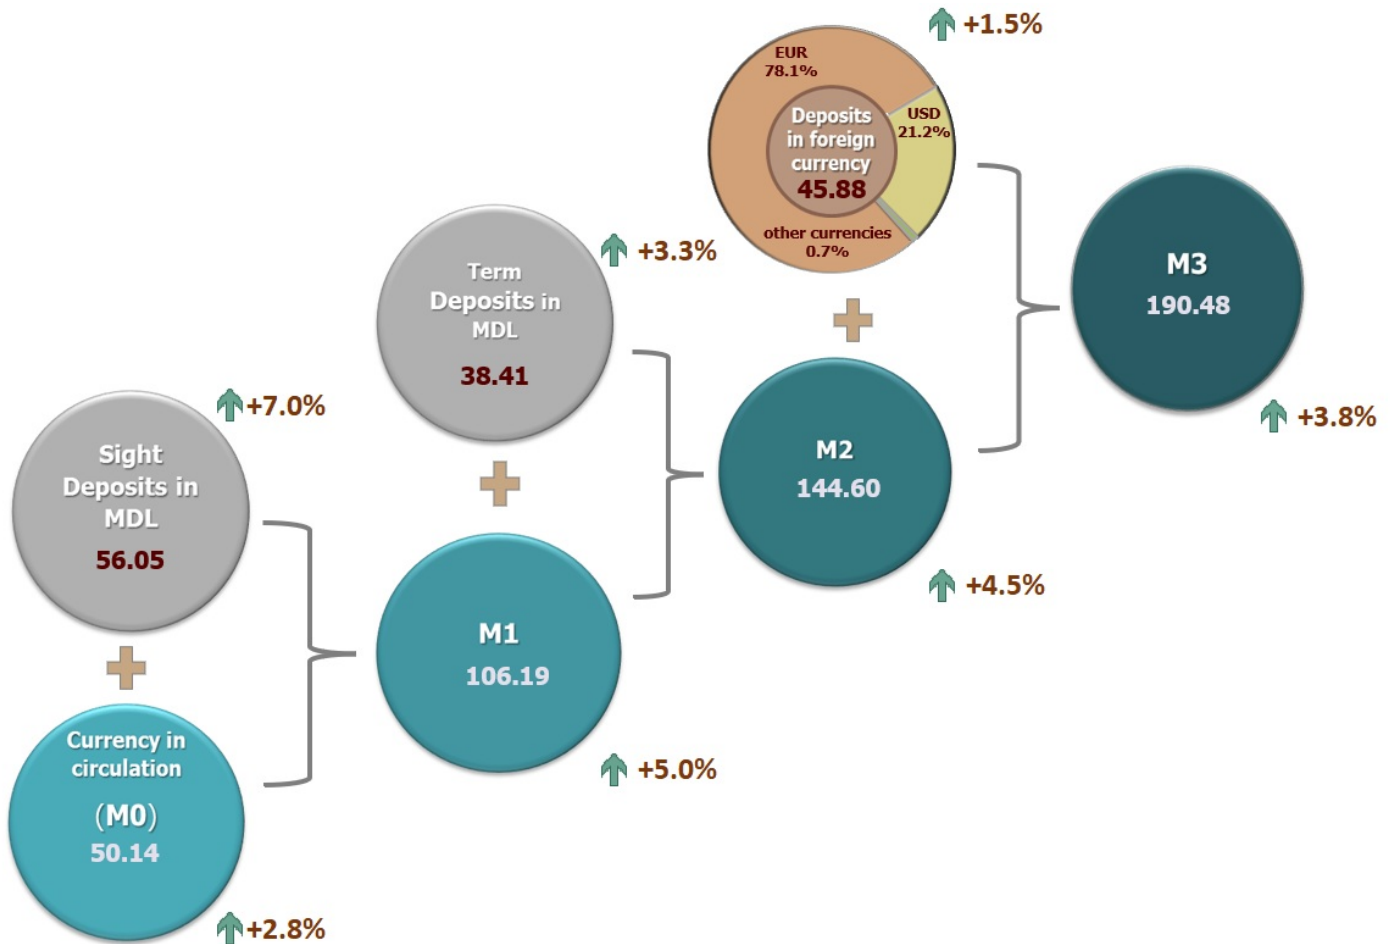 +1.5%
EUR
78.1%
USD
21.2%
Deposits
in foreign
currency
45.88
other currencies
0.7%
M3
190.48
+3.8%
+3.3%
Term
Deposits in
MDL
38.41
M2
144.60
+4.5%
+7.0%
Sight
Deposits in
MDL
56.05
M1
106.19
+5.0%
Currency in
circulation
(M0)
50.14
+2.8%